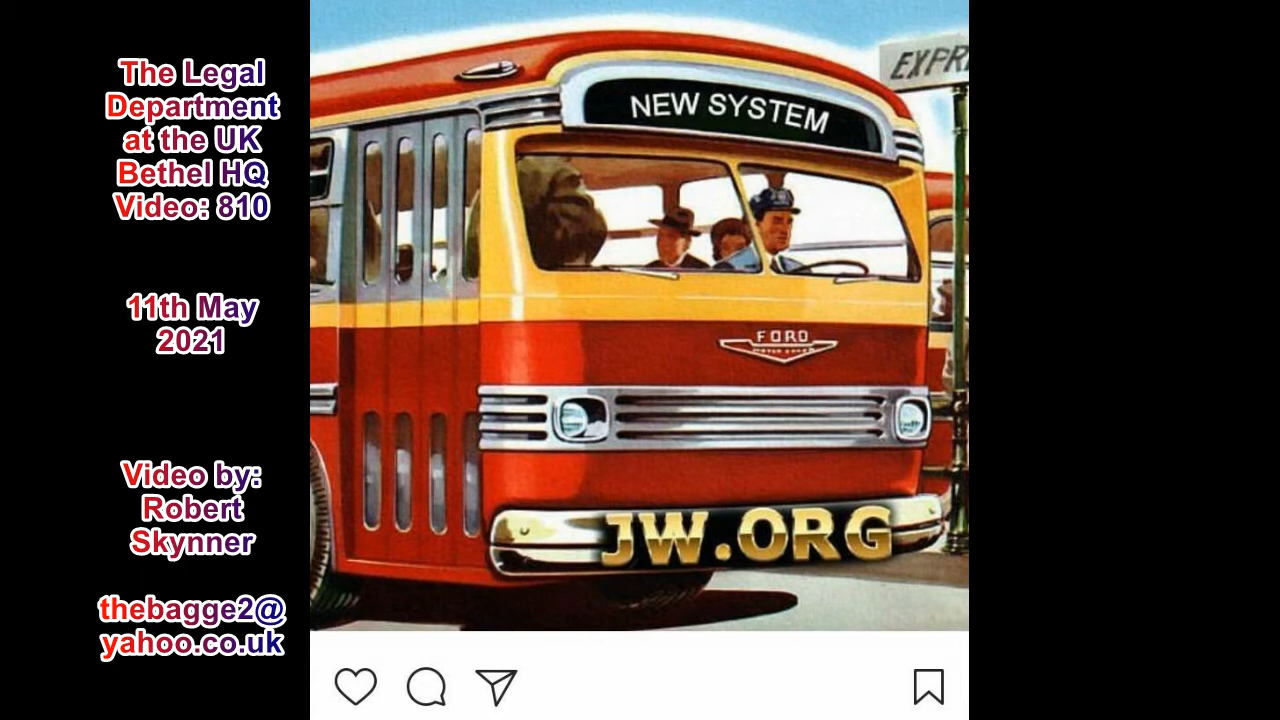 The Legal
Department
at the UK
Bethel HQ
Video: 810
11th May
2021
Video by:
Robert
Skynner
thebagge2@
yahoo.co.uk
EXPR
NEW SYSTEM
FORD
JW.ORG